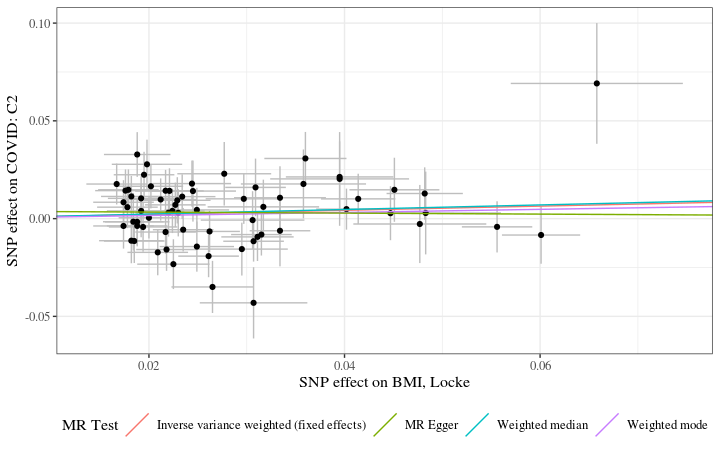 SNP effect on COVID: C2
0.10
0.05
0.00
-0.05
0.02
0.04
0.06
SNP effect on BMI, Locke
MR Test
Inverse variance weighted (fixed effects)
MR Egger
Weighted median
Weighted mode